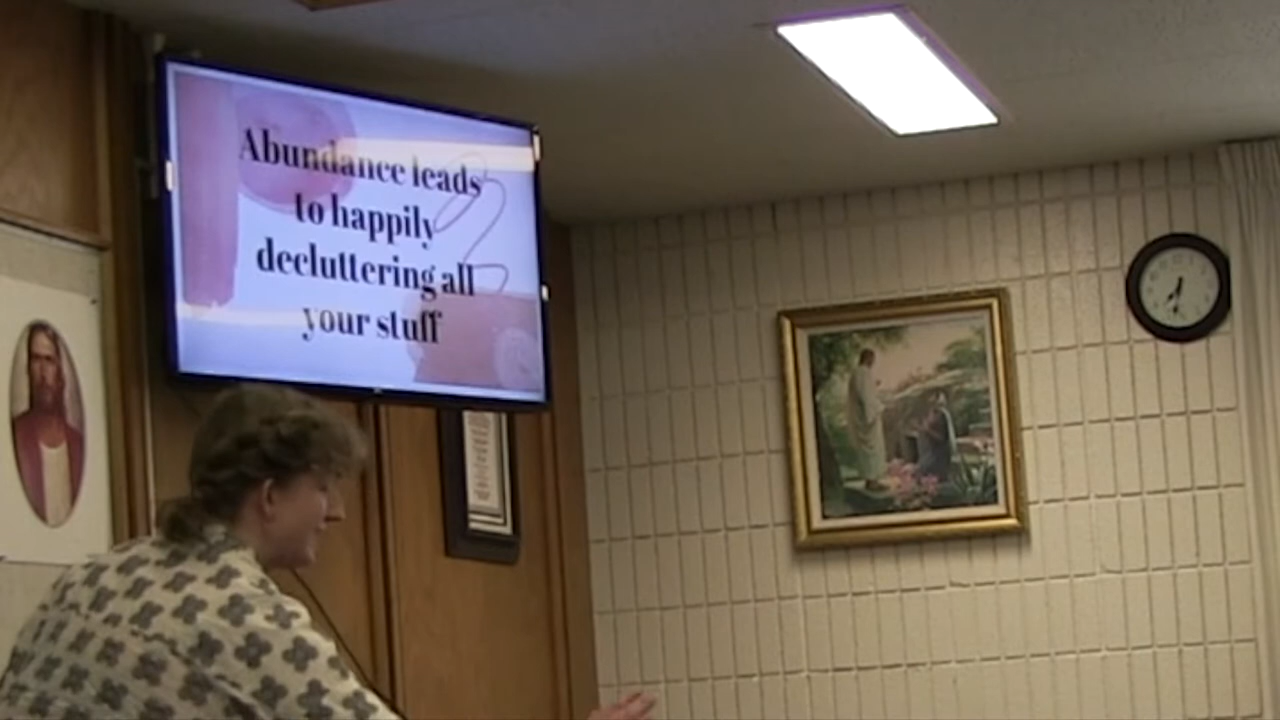 Abundance leads
to happily
decluttering all
your stuff